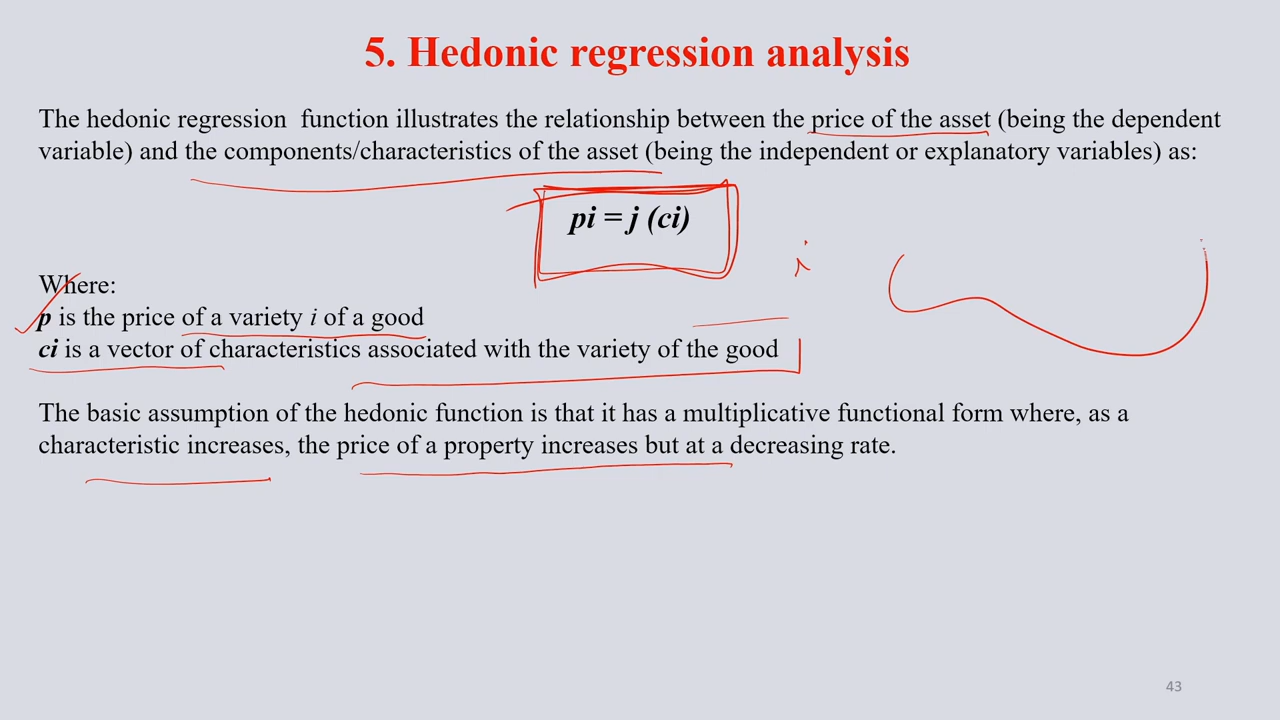 5. Hedonic regression analysis
The hedonic regression function illustrates the relationship between the price of the asset (being the dependent
variable) and the components/characteristics of the asset (being the independent or explanatory variables) as:
pi = j (ci)
i
Where:
p is the price of a variety i of a good
ci is a vector of characteristics associated with the variety of the good
The basic assumption of the hedonic function is that it has a multiplicative functional form where, as a
characteristic increases, the price of a property increases but at a decreasing rate.
43